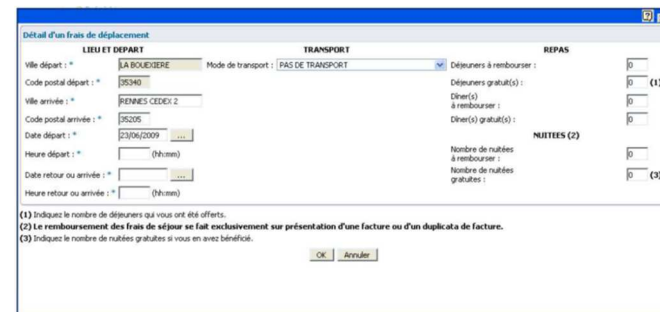 Détail d'un frais de déplacement
LIEU ET DEPART TRANSPORT REPAS
Ville départ : * LA BOUEXIERE Mode de transport : PAS DE TRANSPORT Déjeuners à rembourser : 0
Code postal départ : * 35340 Déjeuners gratuit(s) : 0 (1)
Ville arrivée : * RENNES CEDEX 2 Dîner(s) à rembourser : 0
Code postal arrivée : * 35205 Dîner(s) gratuit(s) : 0
Date départ : * 23/06/2009 ... NUITEES (2)
Heure départ : * (hh:mm) Nombre de nuitées à rembourser : 0
Date retour ou arrivée : * ... Nombre de nuitées gratuites : 0 (3)
Heure retour ou arrivée : * (hh:mm)
(1) Indiquez le nombre de déjeuners qui vous ont été offerts.
(2) Le remboursement des frais de séjour se fait exclusivement sur présentation d'une facture ou d'un duplicata de facture.
(3) Indiquez le nombre de nuitées gratuites si vous en avez bénéficié.
OK Annuler